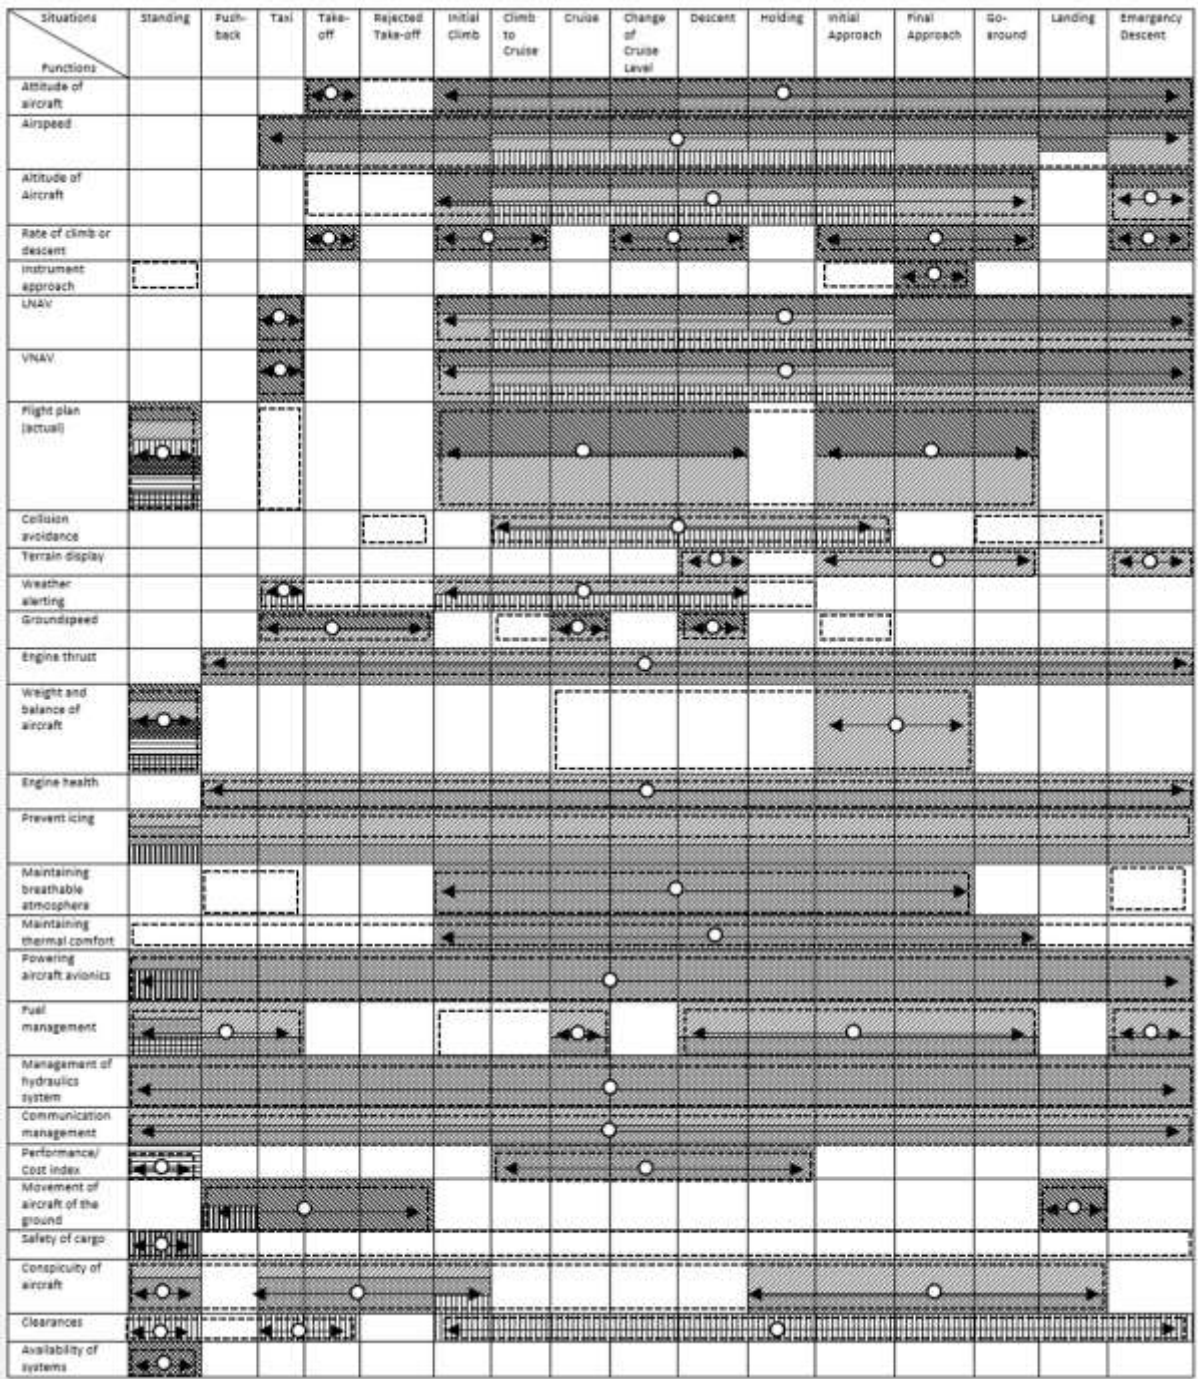 Situations
Functions
Standing
Push-
back
Taxi
Take-
off
Rejected
Take-off
Initial
Climb
Climb
to
Cruise
Cruise
Change
of
Cruise
Level
Descent
Holding
Initial
Approach
Final
Approach
Go-
around
Landing
Emergency
Descent
Attitude of
aircraft
Airspeed
Altitude of
Aircraft
Rate of climb or
descent
Instrument
approach
LNAV
VNAV
Flight plan
(actual)
Collision
avoidance
Terrain display
Weather
alerting
Groundspeed
Engine thrust
Weight and
balance of
aircraft
Engine health
Prevent icing
Maintaining
breathable
atmosphere
Maintaining
thermal comfort
Powering
aircraft avionics
Fuel
management
Management of
hydraulics
system
Communication
management
Performance/
Cost index
Movement of
aircraft of the
ground
Safety of cargo
Conspicuity of
aircraft
Clearances
Availability of
systems